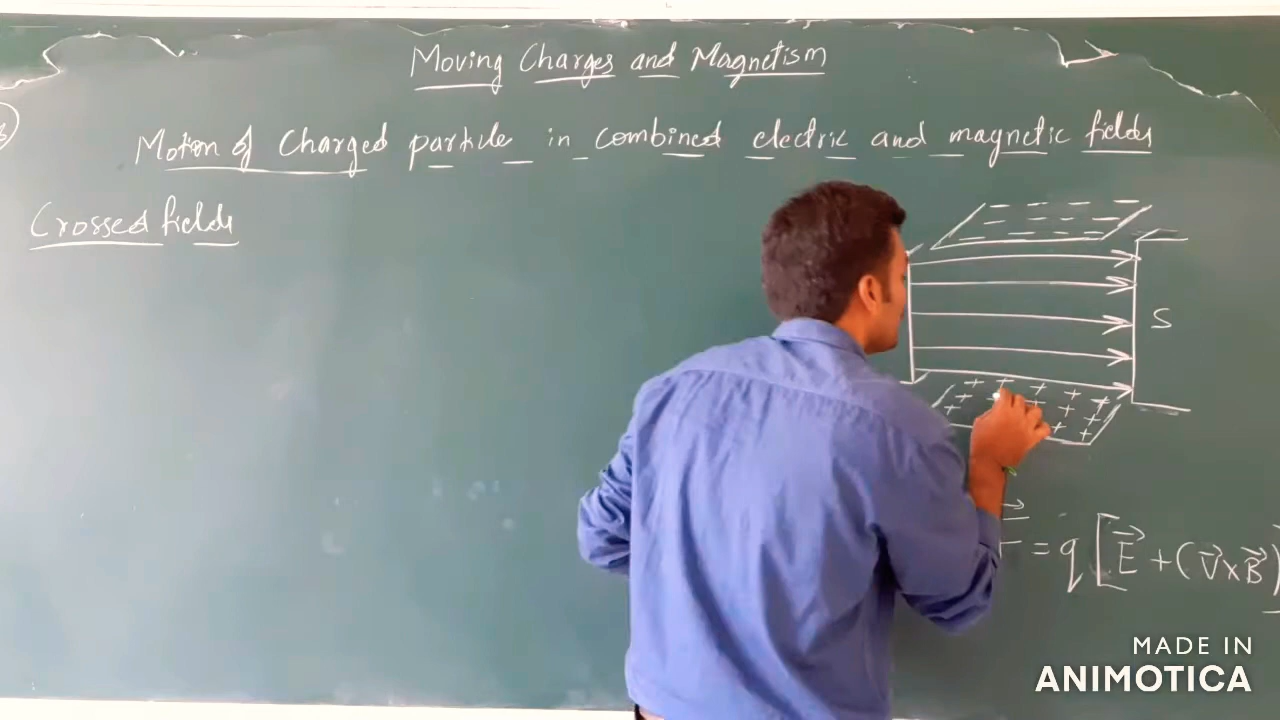 Moving Charges and Magnetism
Motion of Charged particle in combined electric and magnetic fields
Crossed fields
S
= q[E⃗ + (V⃗×B⃗)
MADE IN
ANIMOTICA